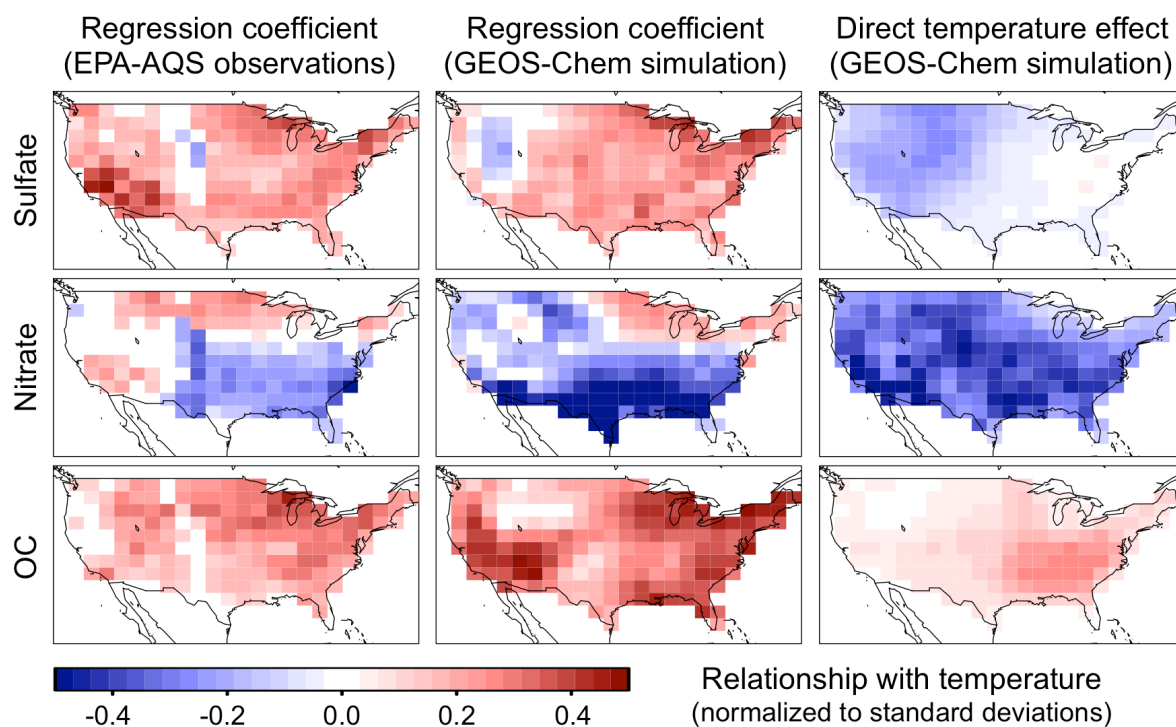 Regression coefficient
(EPA-AQS observations)
Regression coefficient
(GEOS-Chem simulation)
Direct temperature effect
(GEOS-Chem simulation)
Sulfate
Nitrate
OC
-0.4 -0.2 0.0 0.2 0.4
Relationship with temperature
(normalized to standard deviations)